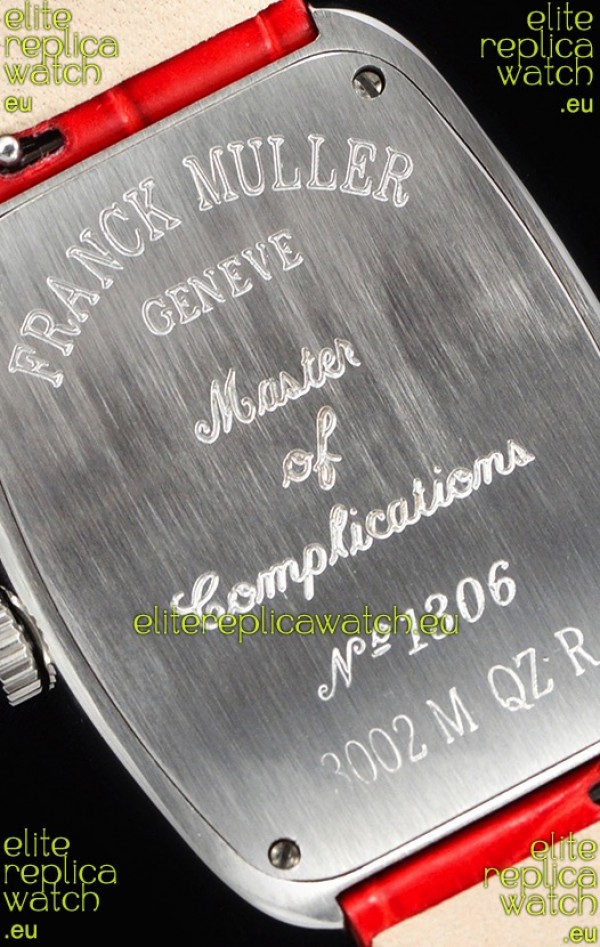 elite
replica
watch
.eu
elite
replica
watch
.eu
FRANCK MULLER
GENEVE
Master
of
Complications
elitereplicawatch.eu
Nº 1306
3002 M QZ R
elite
replica
watch
.eu
elite
replica
watch
.eu